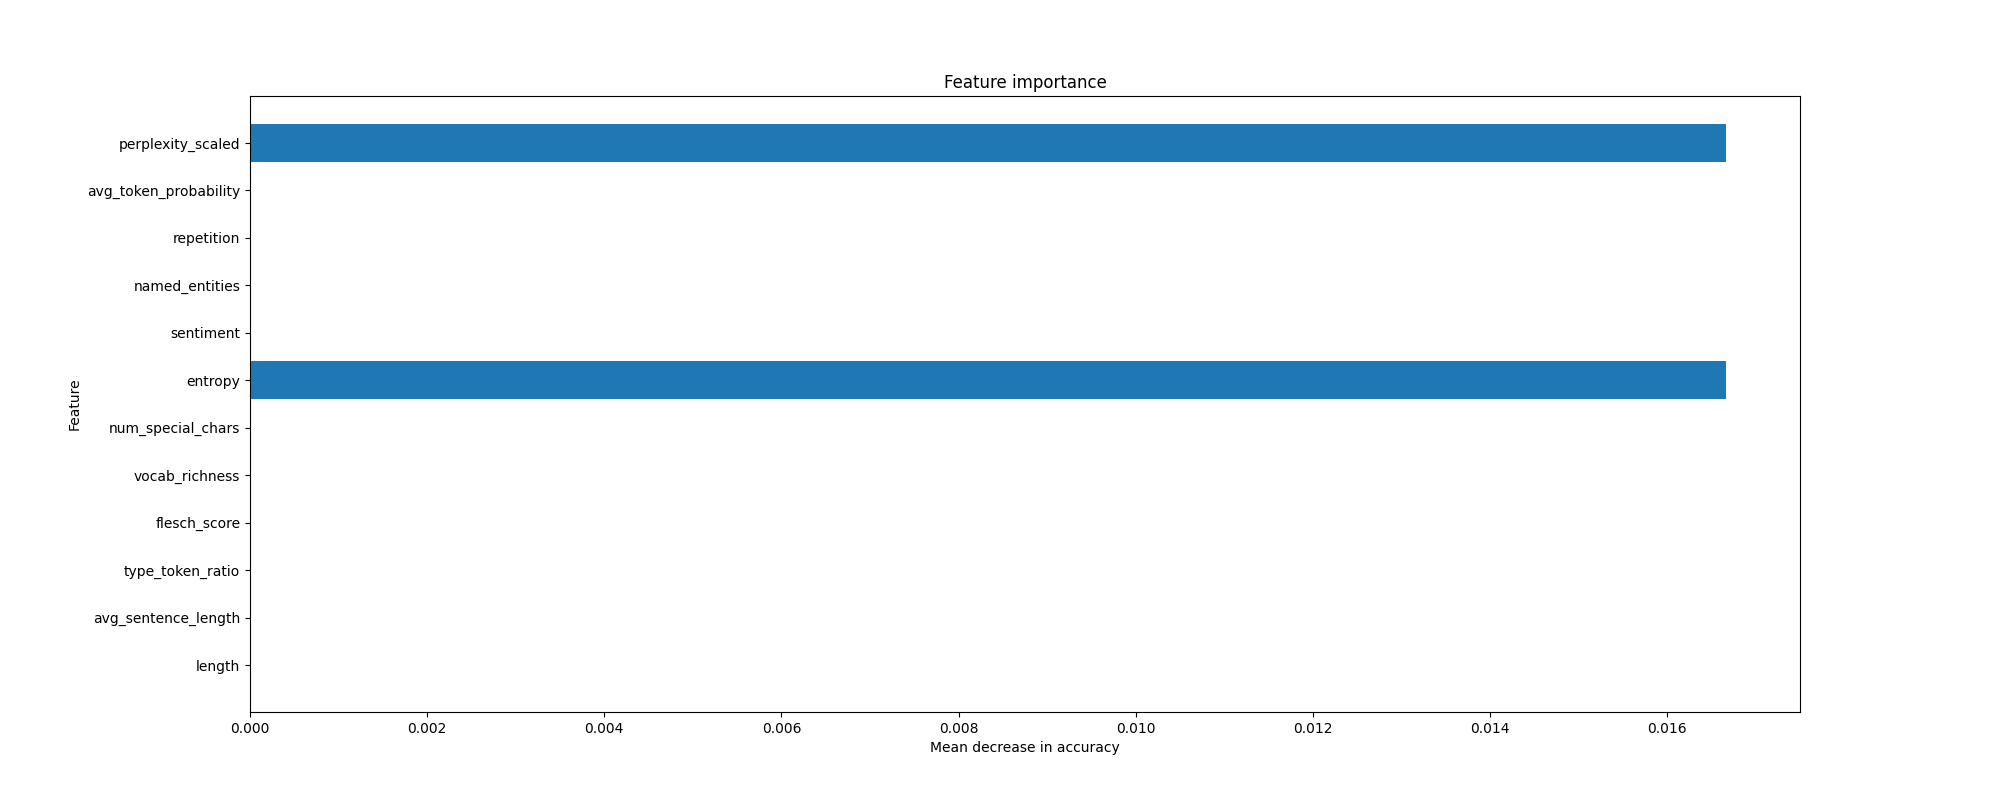 Feature importance
perplexity_scaled
avg_token_probability
repetition
named_entities
sentiment
entropy
num_special_chars
vocab_richness
flesch_score
type_token_ratio
avg_sentence_length
length
Feature
0.000 0.002 0.004 0.006 0.008 0.010 0.012 0.014 0.016
Mean decrease in accuracy